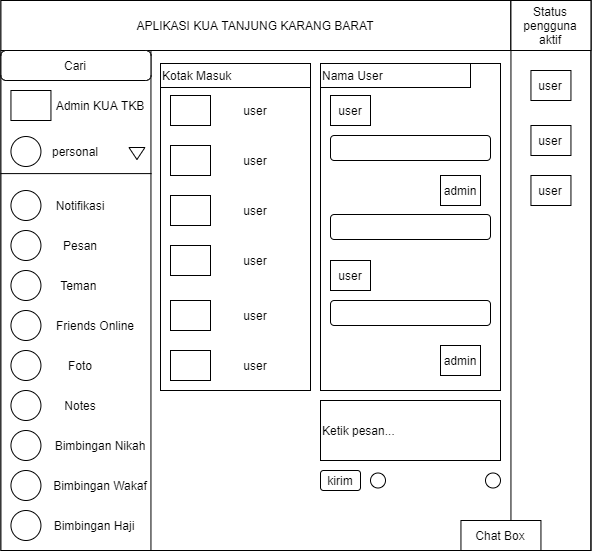 APLIKASI KUA TANJUNG KARANG BARAT
Status
pengguna
aktif
Cari
Admin KUA TKB
personal
Notifikasi
Pesan
Teman
Friends Online
Foto
Notes
Bimbingan Nikah
Bimbingan Wakaf
Bimbingan Haji
Kotak Masuk
user
user
user
user
user
user
Nama User
user
admin
user
admin
Ketik pesan...
kirim
user
user
user
Chat Box